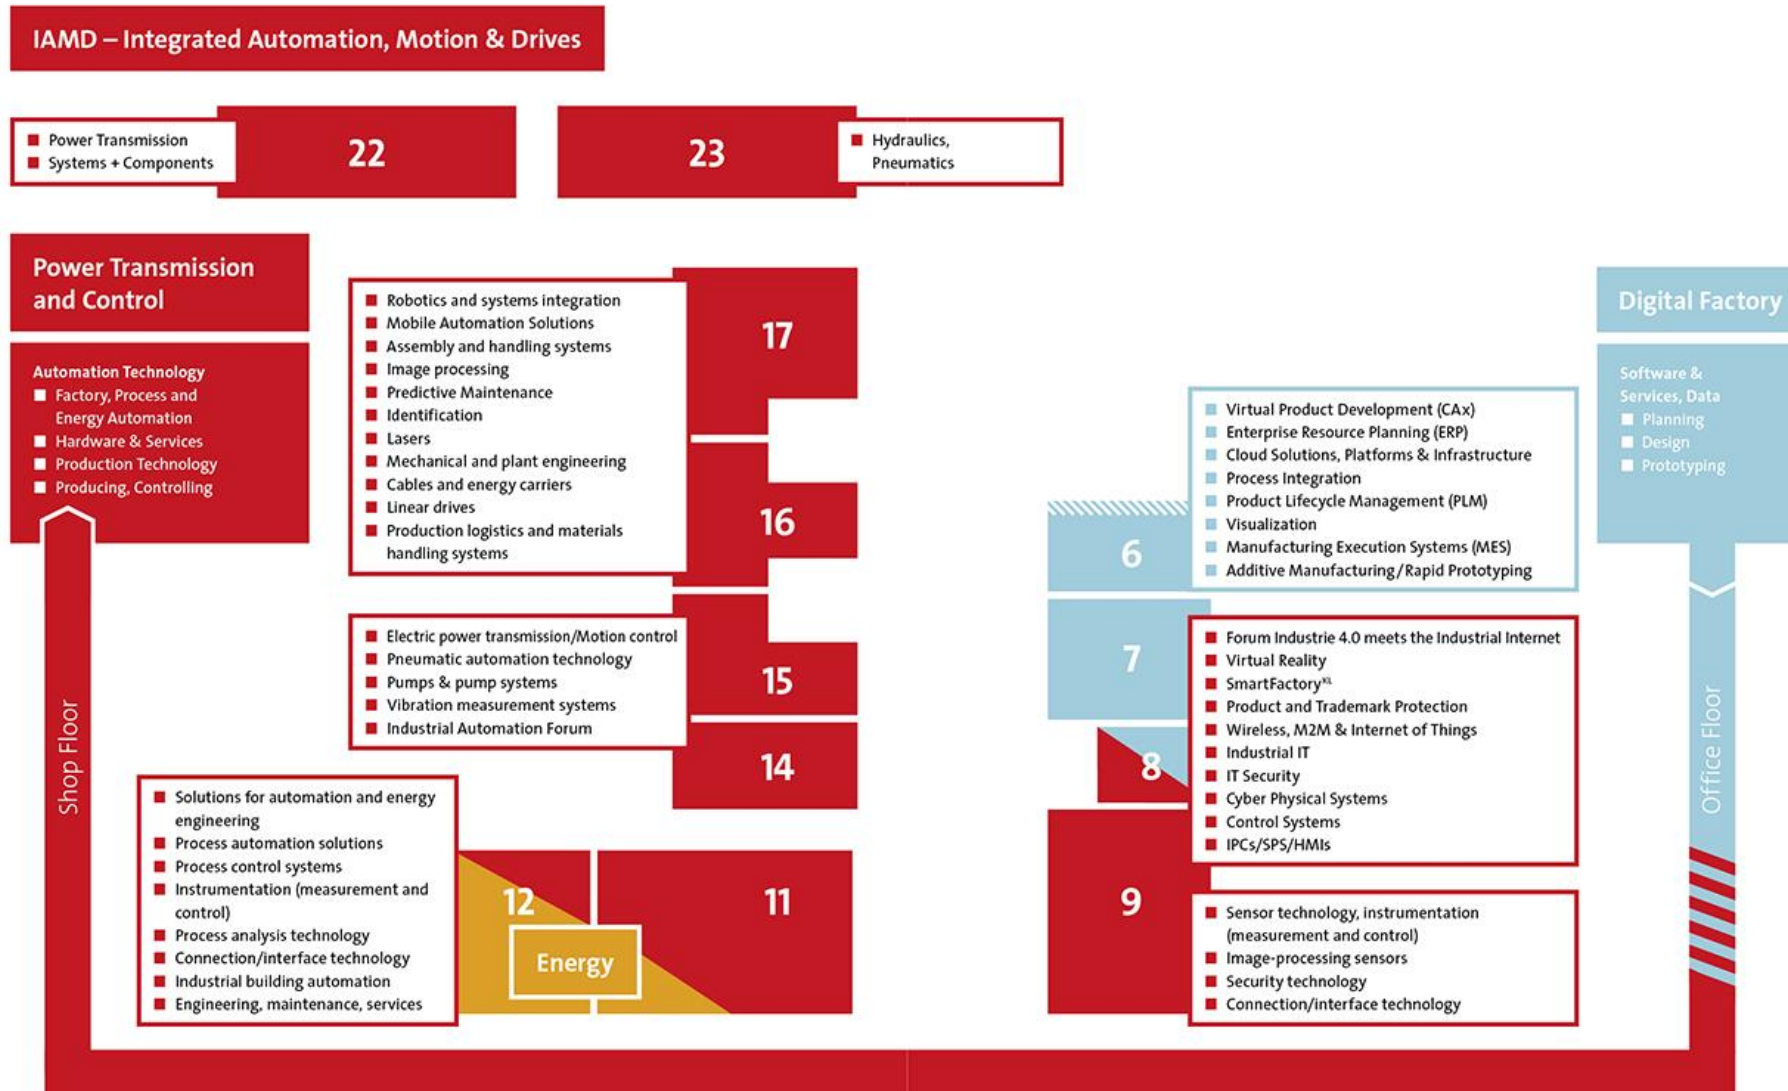 IAMD – Integrated Automation, Motion & Drives
Power Transmission
Systems + Components
22
23
Hydraulics,
Pneumatics
Power Transmission
and Control
Automation Technology
Factory, Process and
Energy Automation
Hardware & Services
Production Technology
Producing, Controlling
Shop Floor
Robotics and systems integration
Mobile Automation Solutions
Assembly and handling systems
Image processing
Predictive Maintenance
Identification
Lasers
Mechanical and plant engineering
Cables and energy carriers
Linear drives
Production logistics and materials
handling systems
17
16
Electric power transmission/Motion control
Pneumatic automation technology
Pumps & pump systems
Vibration measurement systems
Industrial Automation Forum
15
14
Solutions for automation and energy
engineering
Process automation solutions
Process control systems
Instrumentation (measurement and
control)
Process analysis technology
Connection/interface technology
Industrial building automation
Engineering, maintenance, services
12
Energy
11
Digital Factory
Software &
Services, Data
Planning
Design
Prototyping
Office Floor
6
Virtual Product Development (CAx)
Enterprise Resource Planning (ERP)
Cloud Solutions, Platforms & Infrastructure
Process Integration
Product Lifecycle Management (PLM)
Visualization
Manufacturing Execution Systems (MES)
Additive Manufacturing/Rapid Prototyping
7
8
Forum Industrie 4.0 meets the Industrial Internet
Virtual Reality
SmartFactoryKL
Product and Trademark Protection
Wireless, M2M & Internet of Things
Industrial IT
IT Security
Cyber Physical Systems
Control Systems
IPCs/SPS/HMIs
9
Sensor technology, instrumentation
(measurement and control)
Image-processing sensors
Security technology
Connection/interface technology